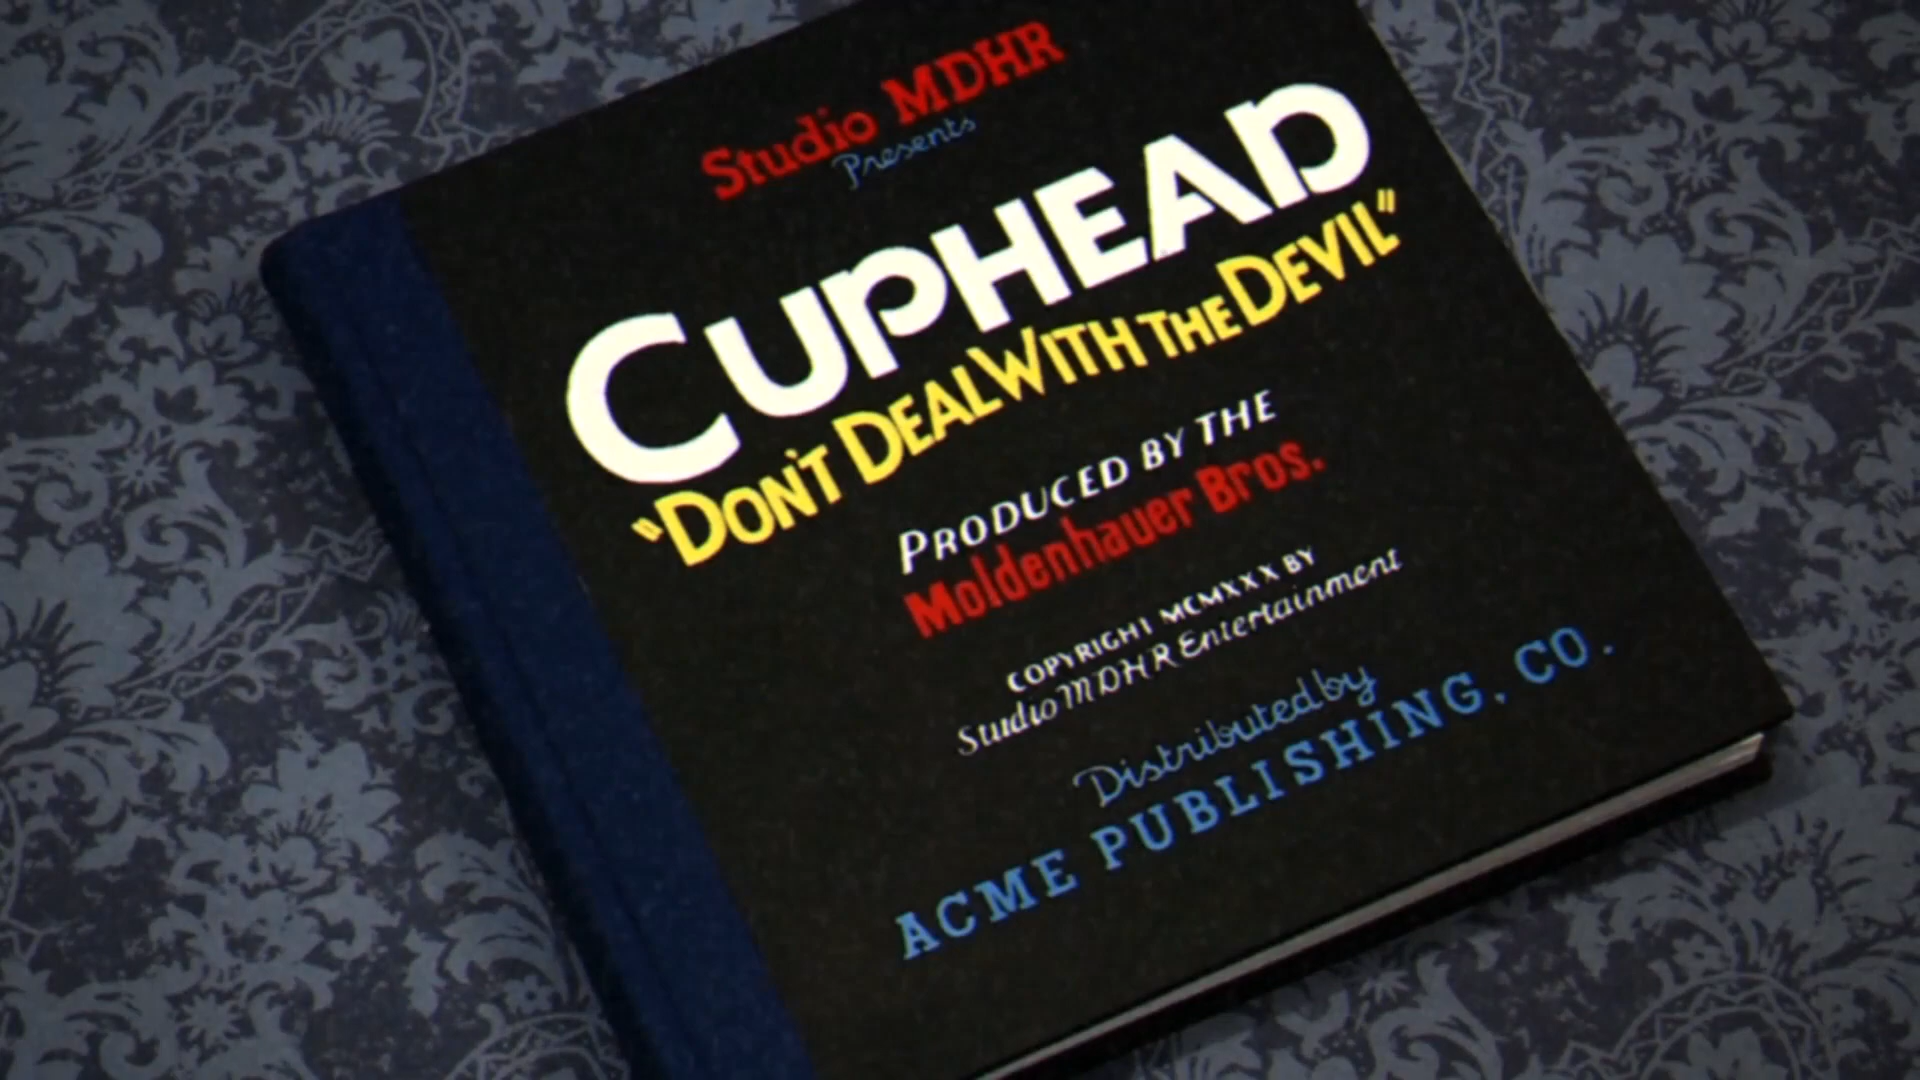 Studio MDHR
Presents
CUPHEAD
"DON'T DEAL WITH THE DEVIL"
PRODUCED BY THE
Moldenhauer Bros.
COPYRIGHT MCMXXX BY
Studio MDHR Entertainment
Distributed by
ACME PUBLISHING. CO.